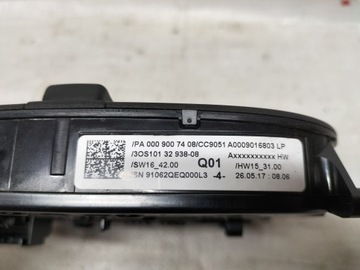 /PA 000 900 74 08/CC9051 A0009016803 LP
/3OS101 32 938-08 Axxxxxxxxxx HW
/SW16_42.00 Q01 /HW15_31.00
SN 91062QEQ000L3 -4- 26.05.17 : 08.06